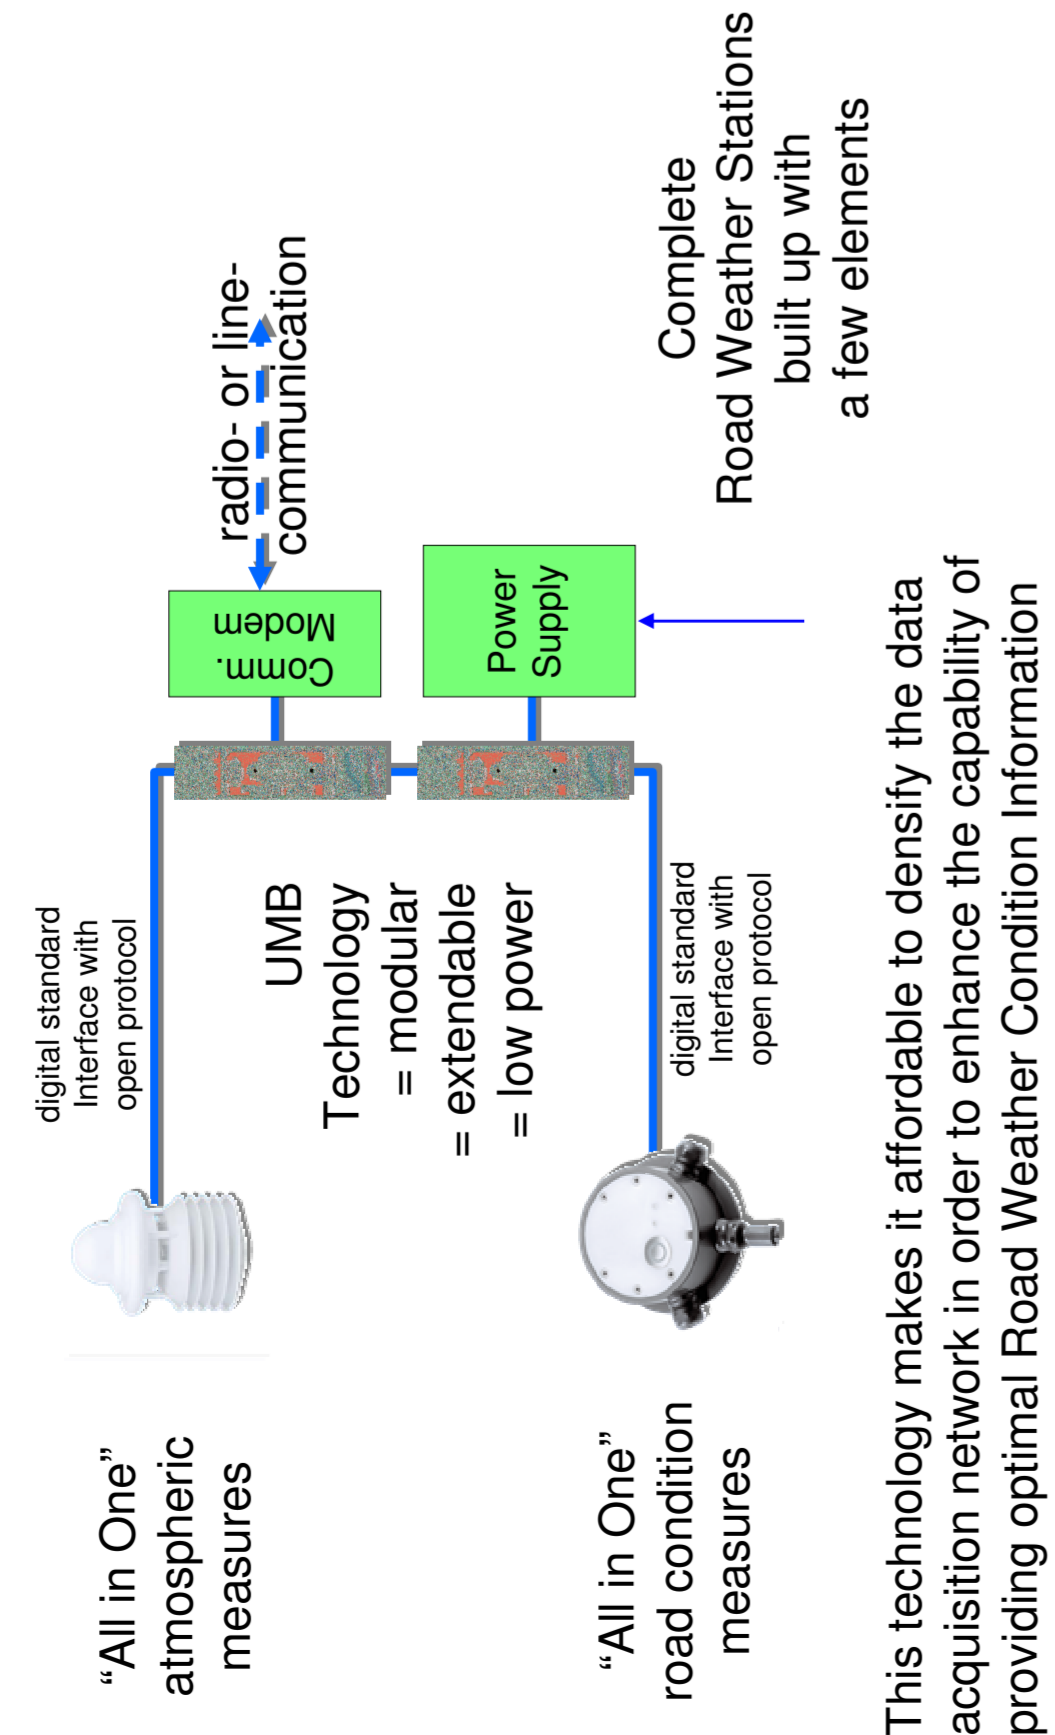 “All in One”
atmospheric
measures
digital standard
Interface with
open protocol
radio- or line-
communication
Comm.
Modem
UMB
Technology
= modular
= extendable
= low power
Power
Supply
“All in One”
road condition
measures
digital standard
Interface with
open protocol
Complete
Road Weather Stations
built up with
a few elements
This technology makes it affordable to densify the data
acquisition network in order to enhance the capability of
providing optimal Road Weather Condition Information